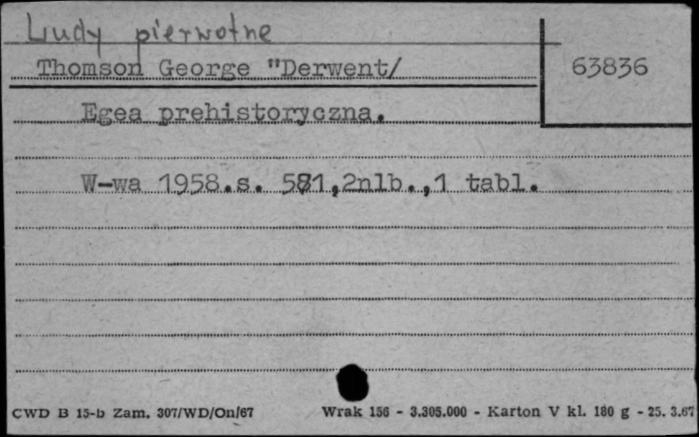 Ludy pierwotne
Thomson George "Derwent/
63836
Egea prehistoryczna.
W-wa 1958.s. 581,2nlb.,1 tabl.
CWD B 15-b Zam. 307/WD/On/67 Wrak 156 - 3.305.000 - Karton V kl. 180 g - 25. 3.67